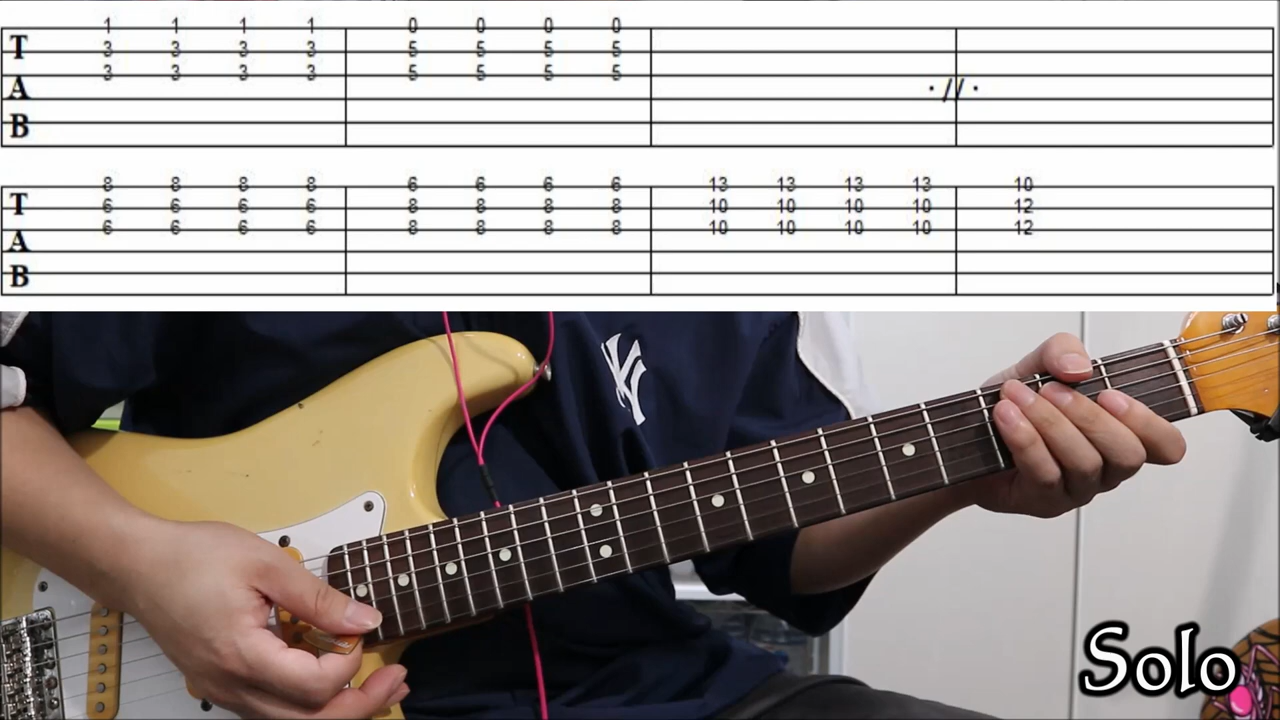 1 1 1 1 0 0 0 0
T 3 3 3 3 5 5 5 5
3 3 3 3 5 5 5 5
A · // ·
B
8 8 8 8 6 6 6 6 13 13 13 13 10
T 6 6 6 6 8 8 8 8 10 10 10 10 12
6 6 6 6 8 8 8 8 10 10 10 10 12
A
B
NY
Solo